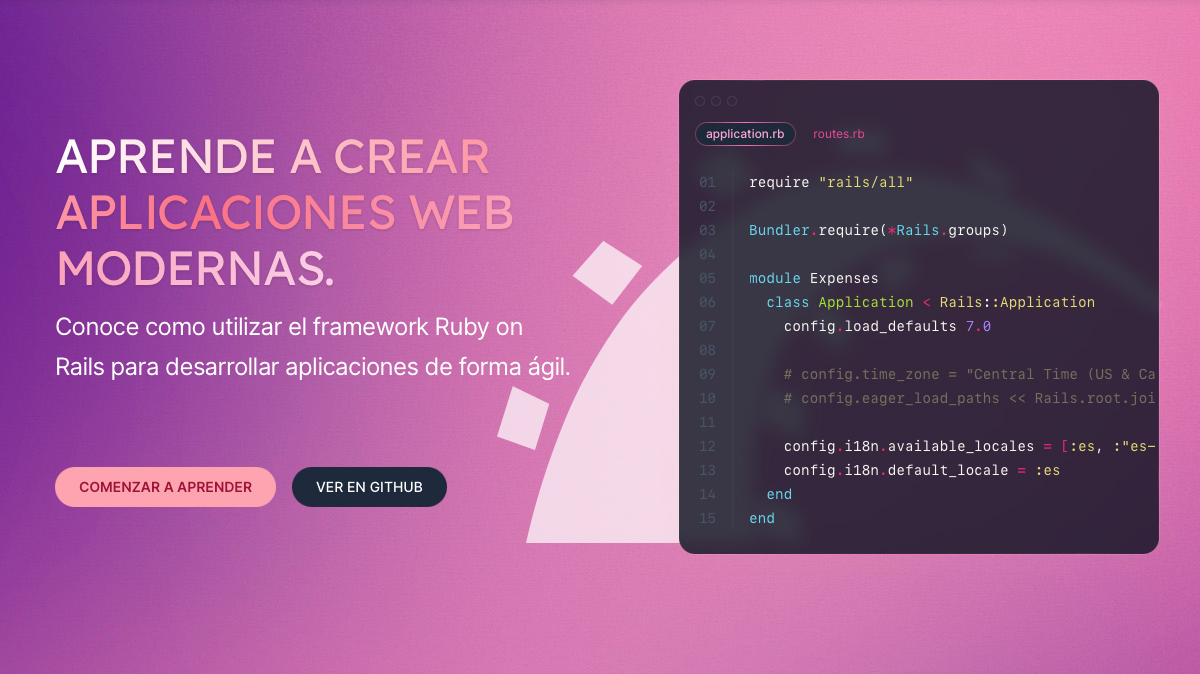 APRENDE A CREAR
APLICACIONES WEB
MODERNAS.
Conoce como utilizar el framework Ruby on
Rails para desarrollar aplicaciones de forma ágil.
COMENZAR A APRENDER
VER EN GITHUB
application.rb
routes.rb
01 require "rails/all"
02
03 Bundler.require(*Rails.groups)
04
05 module Expenses
06 class Application < Rails::Application
07 config.load_defaults 7.0
08
09 # config.time_zone = "Central Time (US & Ca
10 # config.eager_load_paths << Rails.root.joi
11
12 config.i18n.available_locales = [:es, :"es-
13 config.i18n.default_locale = :es
14 end
15 end